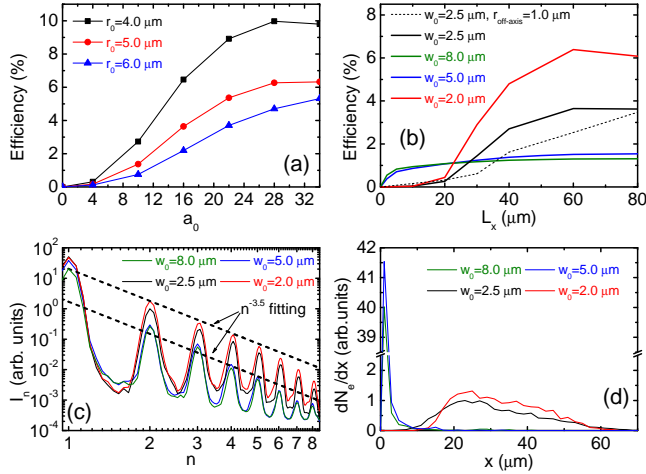 Efficiency (%)
10
8
6
4
2
0
r₀=4.0 μm
r₀=5.0 μm
r₀=6.0 μm
(a)
0 4 8 12 16 20 24 28 32
a₀
Efficiency (%)
8
6
4
2
0
w₀=2.5 μm, r_off-axis=1.0 μm
w₀=2.5 μm
w₀=8.0 μm
w₀=5.0 μm
w₀=2.0 μm
(b)
0 20 40 60 80
Lₓ(μm)
Iₙ (arb. units)
10²
10¹
10⁰
10⁻¹
10⁻²
10⁻³
10⁻⁴
w₀=8.0 μm w₀=5.0 μm
w₀=2.5 μm w₀=2.0 μm
n⁻³·⁵ fitting
(c)
1 2 3 4 5 6 7 8
n
dNₑ/dx (arb.units)
42
41
40
2
1
0
w₀=8.0 μm w₀=5.0 μm
w₀=2.5 μm w₀=2.0 μm
(d)
0 20 40 60
x (μm)